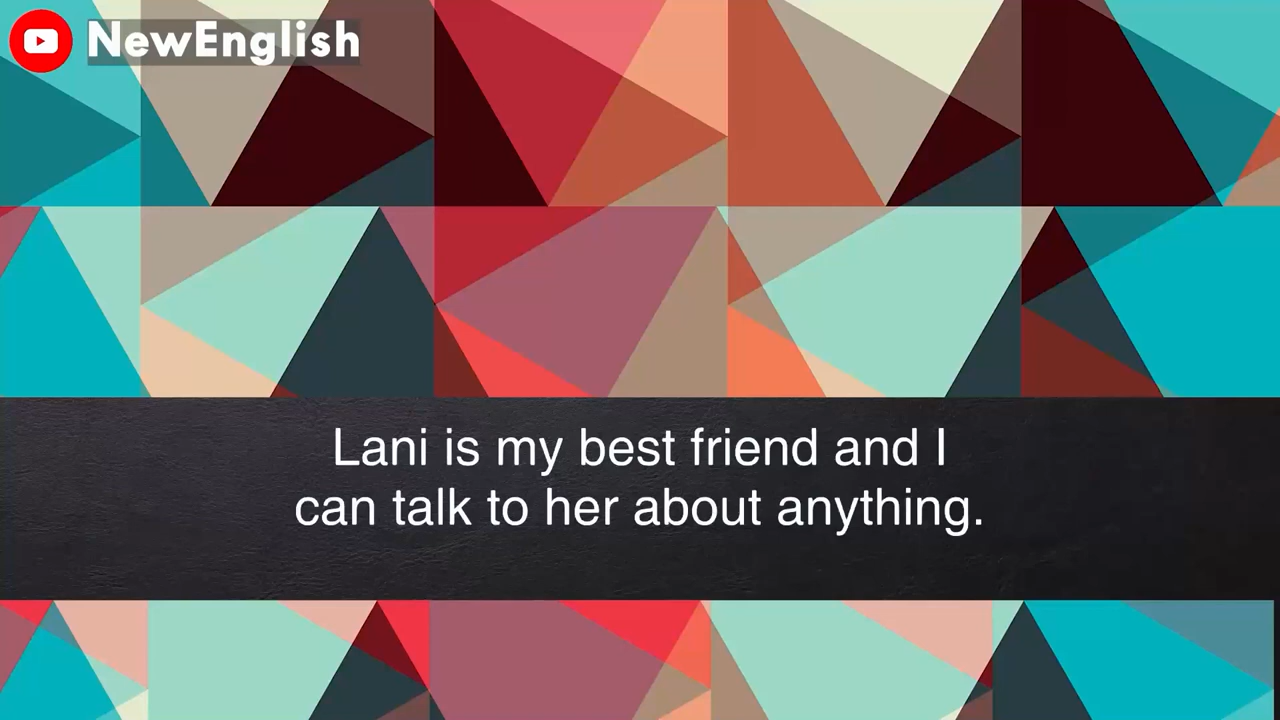 NewEnglish
Lani is my best friend and I
can talk to her about anything.